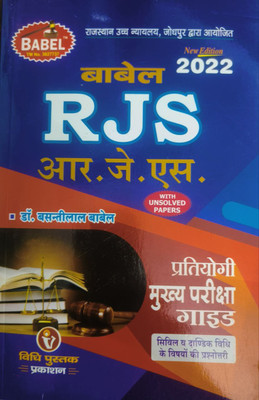 राजस्थान उच्च न्यायालय, जोधपुर द्वारा आयोजित
BABEL
New Edition
2022
बाबेल
RJS
आर.जे.एस.
WITH
UNSOLVED
PAPERS
डॉ. बसन्तीलाल बाबेल
प्रतियोगी
मुख्य परीक्षा
गाइड
सिविल व दाण्डिक विधि
के विषयों की प्रश्नोत्तरी
विधि पुस्तक
प्रकाशन